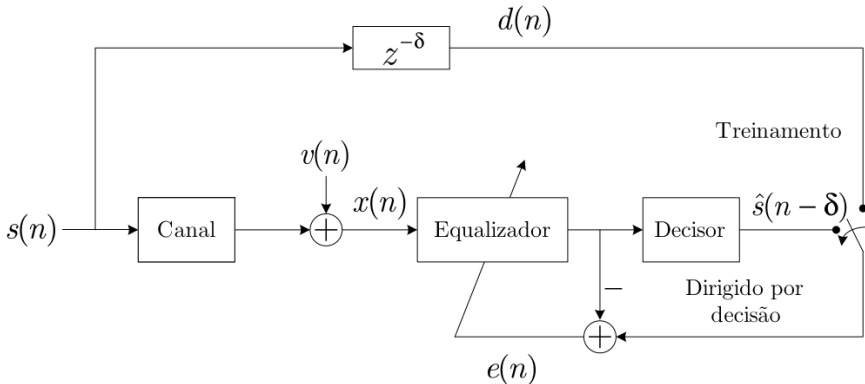 d(n)
z^{-δ}
Treinamento
v(n)
x(n)
ŝ(n − δ)
s(n)
Canal
+
Equalizador
Decisor
−
Dirigido por
decisão
+
e(n)